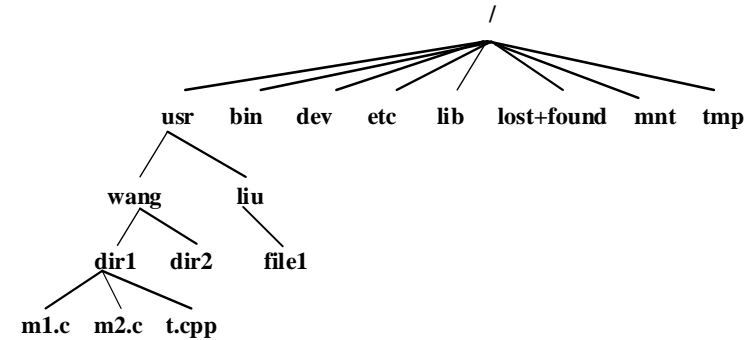 /
usr bin dev etc lib lost+found mnt tmp
wang liu
dir1 dir2 file1
m1.c m2.c t.cpp